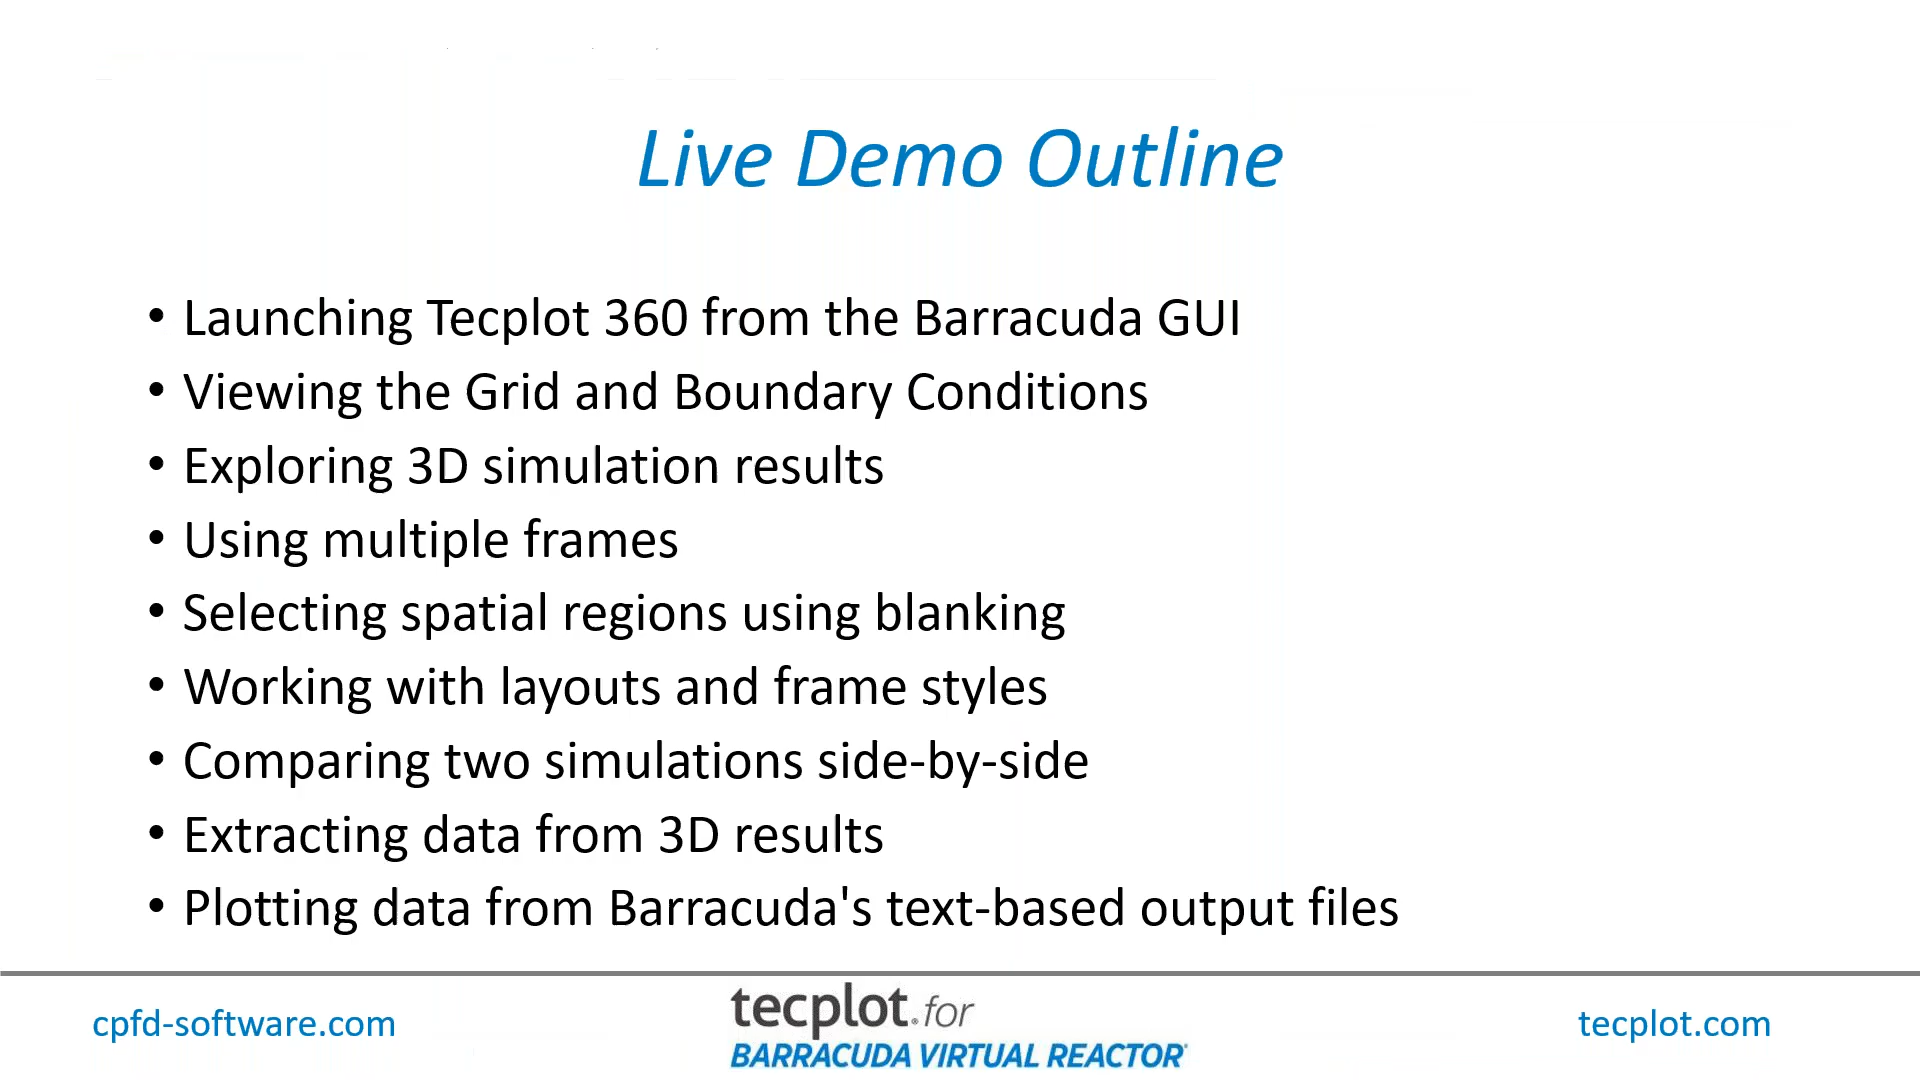 Live Demo Outline
• Launching Tecplot 360 from the Barracuda GUI
• Viewing the Grid and Boundary Conditions
• Exploring 3D simulation results
• Using multiple frames
• Selecting spatial regions using blanking
• Working with layouts and frame styles
• Comparing two simulations side-by-side
• Extracting data from 3D results
• Plotting data from Barracuda's text-based output files
cpfd-software.com
tecplot® for
BARRACUDA VIRTUAL REACTOR®
tecplot.com